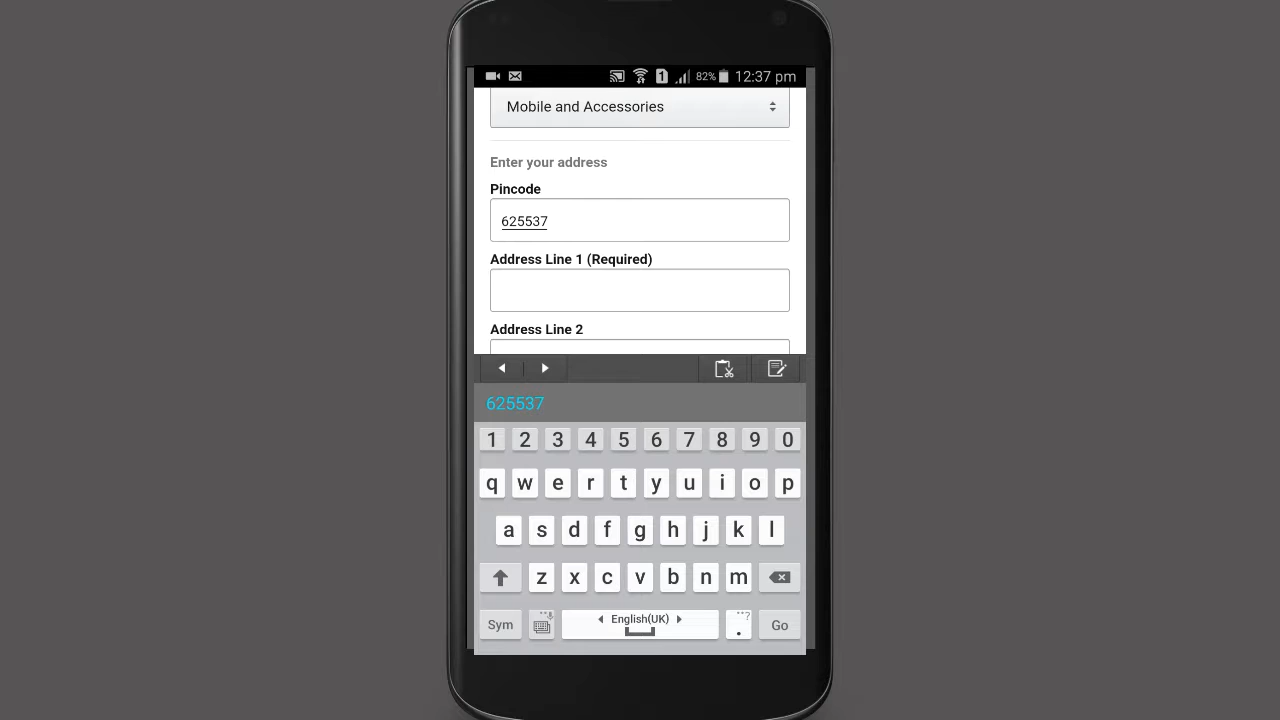 1 82% 12:37 pm
Mobile and Accessories
Enter your address
Pincode
625537
Address Line 1 (Required)
Address Line 2
625537
1 2 3 4 5 6 7 8 9 0
q w e r t y u i o p
a s d f g h j k l
z x c v b n m
Sym English(UK) . ? Go